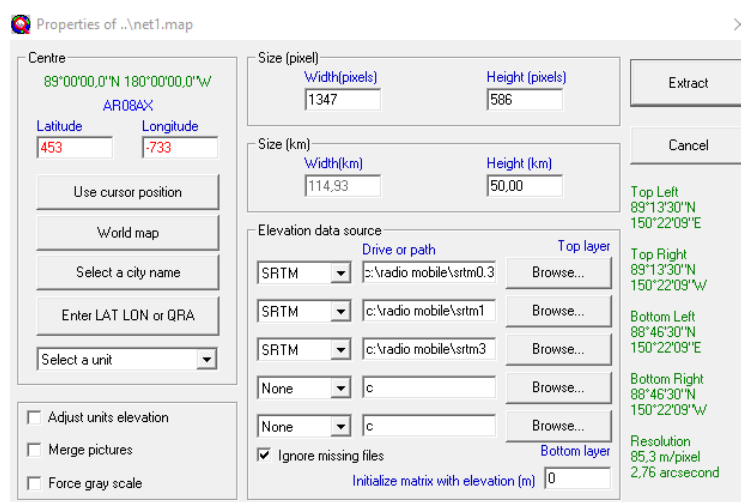 Properties of ..\net1.map
Centre
89°00'00,0"N 180°00'00,0"W
AR08AX
Latitude Longitude
453 -733
Use cursor position
World map
Select a city name
Enter LAT LON or QRA
Select a unit
Adjust units elevation
Merge pictures
Force gray scale
Size (pixel)
Width(pixels) Height (pixels)
1347 586
Size (km)
Width(km) Height (km)
114,93 50,00
Elevation data source
Drive or path Top layer
SRTM c:\radio mobile\srtm0.3 Browse...
SRTM c:\radio mobile\srtm1 Browse...
SRTM c:\radio mobile\srtm3 Browse...
None c Browse...
None c Browse...
Ignore missing files Bottom layer
Initialize matrix with elevation (m) 0
Extract
Cancel
Top Left
89°13'30''N
150°22'09''E
Top Right
89°13'30''N
150°22'09''W
Bottom Left
88°46'30''N
150°22'09''E
Bottom Right
88°46'30''N
150°22'09''W
Resolution
85,3 m/pixel
2,76 arcsecond